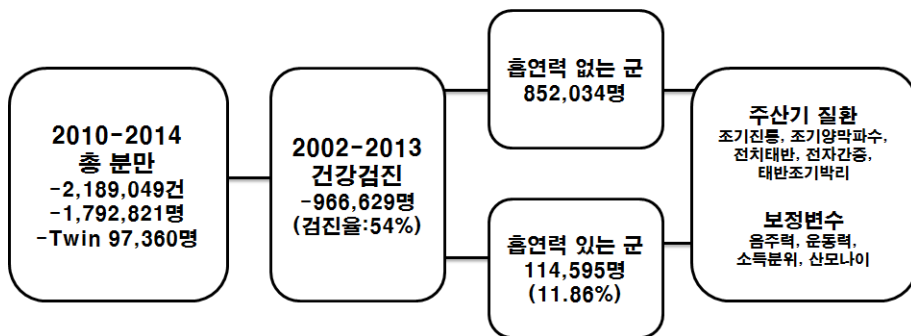 2010-2014
총 분만
-2,189,049건
-1,792,821명
-Twin 97,360명
2002-2013
건강검진
-966,629명
(검진율:54%)
흡연력 없는 군
852,034명
흡연력 있는 군
114,595명
(11.86%)
주산기 질환
조기진통, 조기양막파수,
전치태반, 전자간증,
태반조기박리
보정변수
음주력, 운동력,
소득분위, 산모나이